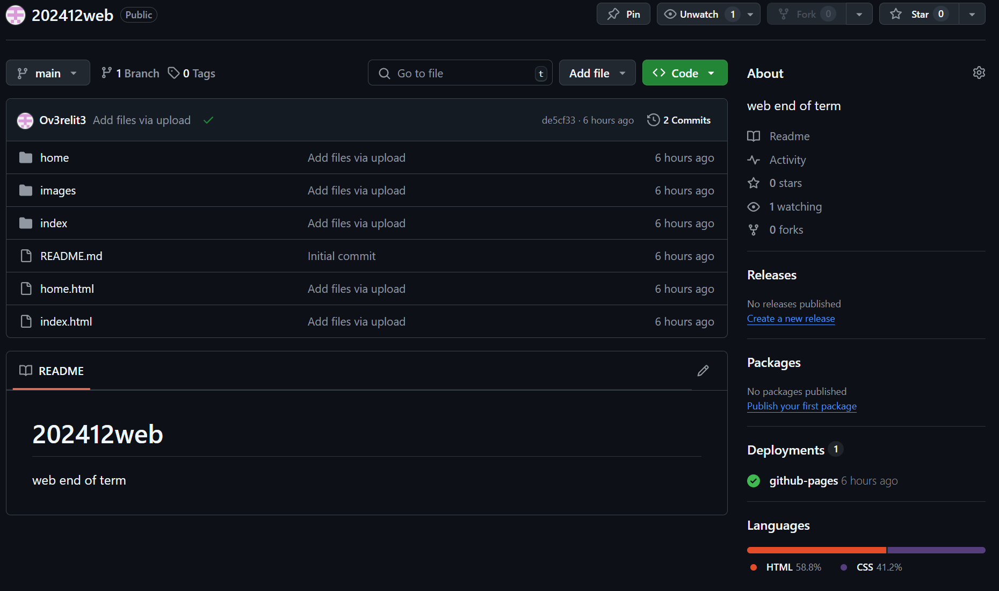 202412web Public Pin Unwatch 1 Fork 0 Star 0
main 1 Branch 0 Tags Go to file t Add file Code
Ov3relit3 Add files via upload de5cf33 · 6 hours ago 2 Commits
home Add files via upload 6 hours ago
images Add files via upload 6 hours ago
index Add files via upload 6 hours ago
README.md Initial commit 6 hours ago
home.html Add files via upload 6 hours ago
index.html Add files via upload 6 hours ago
README
202412web
web end of term
About
web end of term
Readme
Activity
0 stars
1 watching
0 forks
Releases
No releases published
Create a new release
Packages
No packages published
Publish your first package
Deployments 1
github-pages 6 hours ago
Languages
HTML 58.8% CSS 41.2%